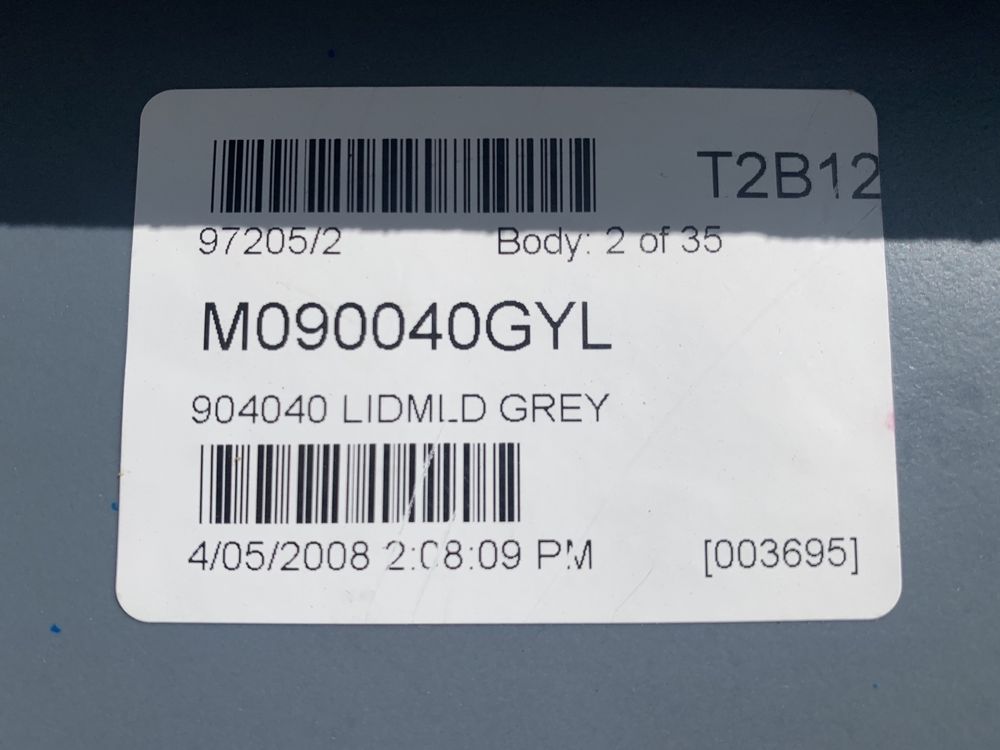 T2B12
97205/2 Body: 2 of 35
M090040GYL
904040 LIDMLD GREY
4/05/2008 2:08:09 PM [003695]